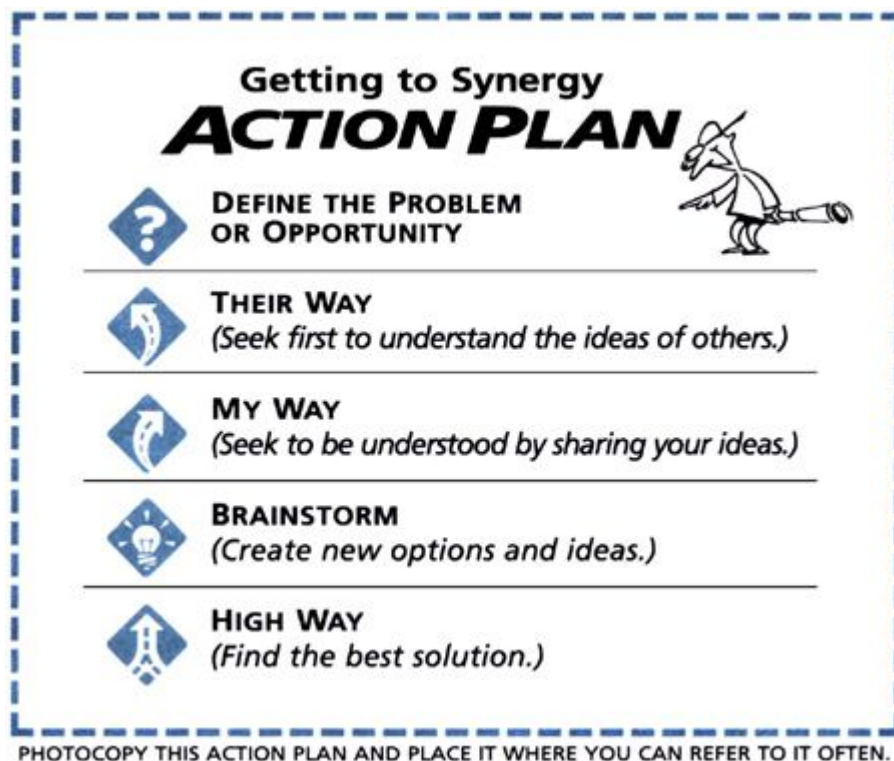 Getting to Synergy
ACTION PLAN
DEFINE THE PROBLEM
OR OPPORTUNITY
THEIR WAY
(Seek first to understand the ideas of others.)
MY WAY
(Seek to be understood by sharing your ideas.)
BRAINSTORM
(Create new options and ideas.)
HIGH WAY
(Find the best solution.)
PHOTOCOPY THIS ACTION PLAN AND PLACE IT WHERE YOU CAN REFER TO IT OFTEN.